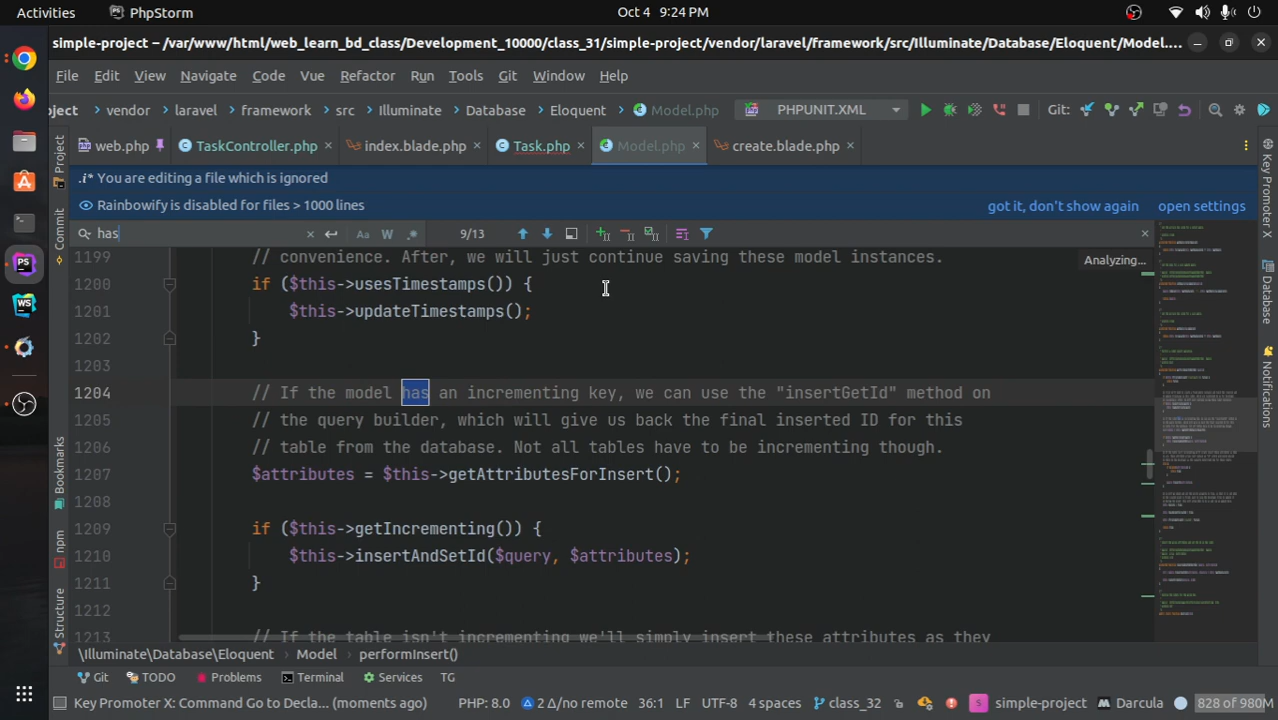 Activities PhpStorm Oct 4 9:24 PM
simple-project – /var/www/html/web_learn_bd_class/Development_10000/class_31/simple-project/vendor/laravel/framework/src/Illuminate/Database/Eloquent/Model....
File Edit View Navigate Code Vue Refactor Run Tools Git Window Help
oject vendor laravel framework src Illuminate Database Eloquent Model.php PHPUNIT.XML Git:
web.php TaskController.php index.blade.php Task.php Model.php create.blade.php
.i* You are editing a file which is ignored
Rainbowify is disabled for files > 1000 lines got it, don't show again open settings
has Aa W .* 9/13
1199 // convenience. After, we will just continue saving these model instances.
Analyzing...
1200 if ($this->usesTimestamps()) {
1201 $this->updateTimestamps();
1202 }
1203
1204 // If the model has an incrementing key, we can use the "insertGetId" method on
1205 // the query builder, which will give us back the final inserted ID for this
1206 // table from the database. Not all tables have to be incrementing though.
1207 $attributes = $this->getAttributesForInsert();
1208
1209 if ($this->getIncrementing()) {
1210 $this->insertAndSetId($query, $attributes);
1211 }
1212
1213 // If the table isn't incrementing we'll simply insert these attributes as they
\Illuminate\Database\Eloquent Model performInsert()
Git TODO Problems Terminal Services TG
Key Promoter X: Command Go to Decla... (moments ago) PHP: 8.0 2 Δ/no remote 36:1 LF UTF-8 4 spaces class_32 S simple-project Darcula 828 of 980M
Project
Commit
Bookmarks
npm
Structure
Key Promoter X
Database
Notifications